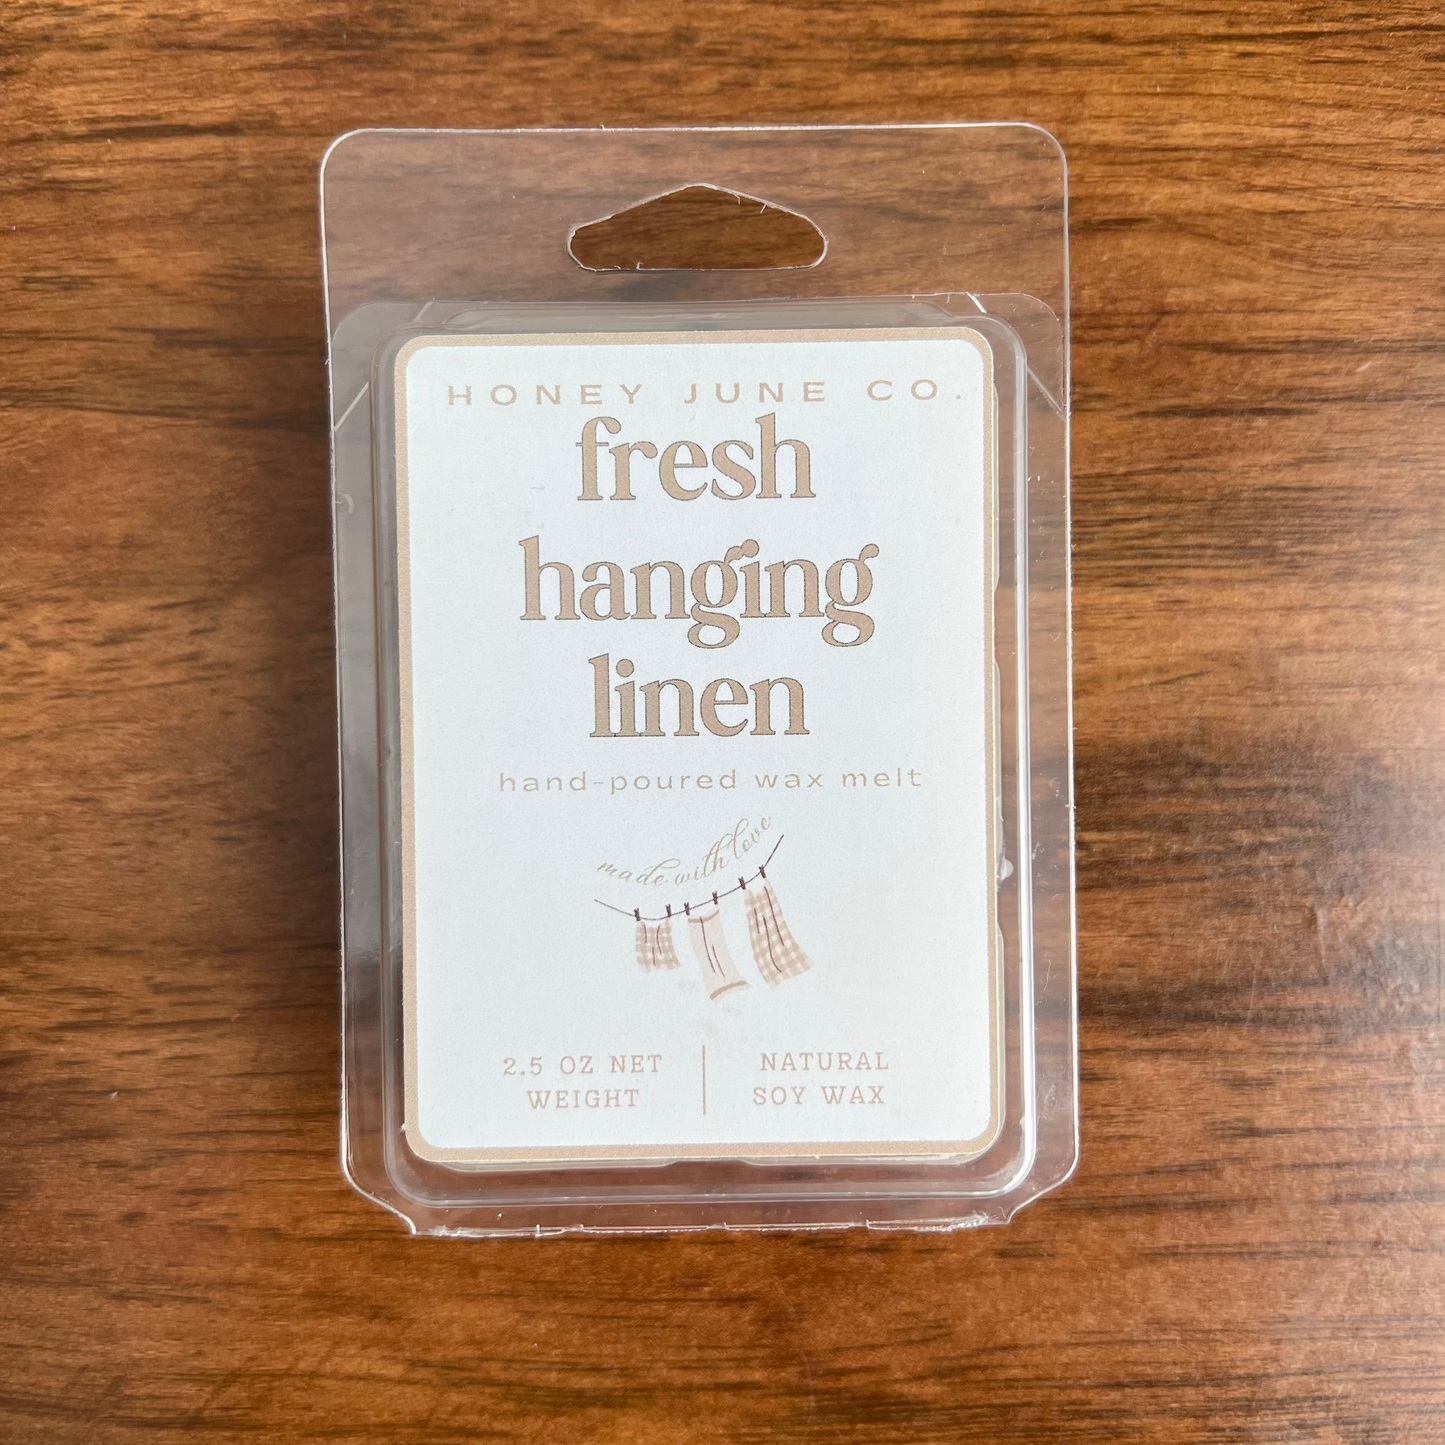 HONEY JUNE CO.
fresh
hanging
linen
hand-poured wax melt
made with love
2.5 OZ NET
WEIGHT
NATURAL
SOY WAX